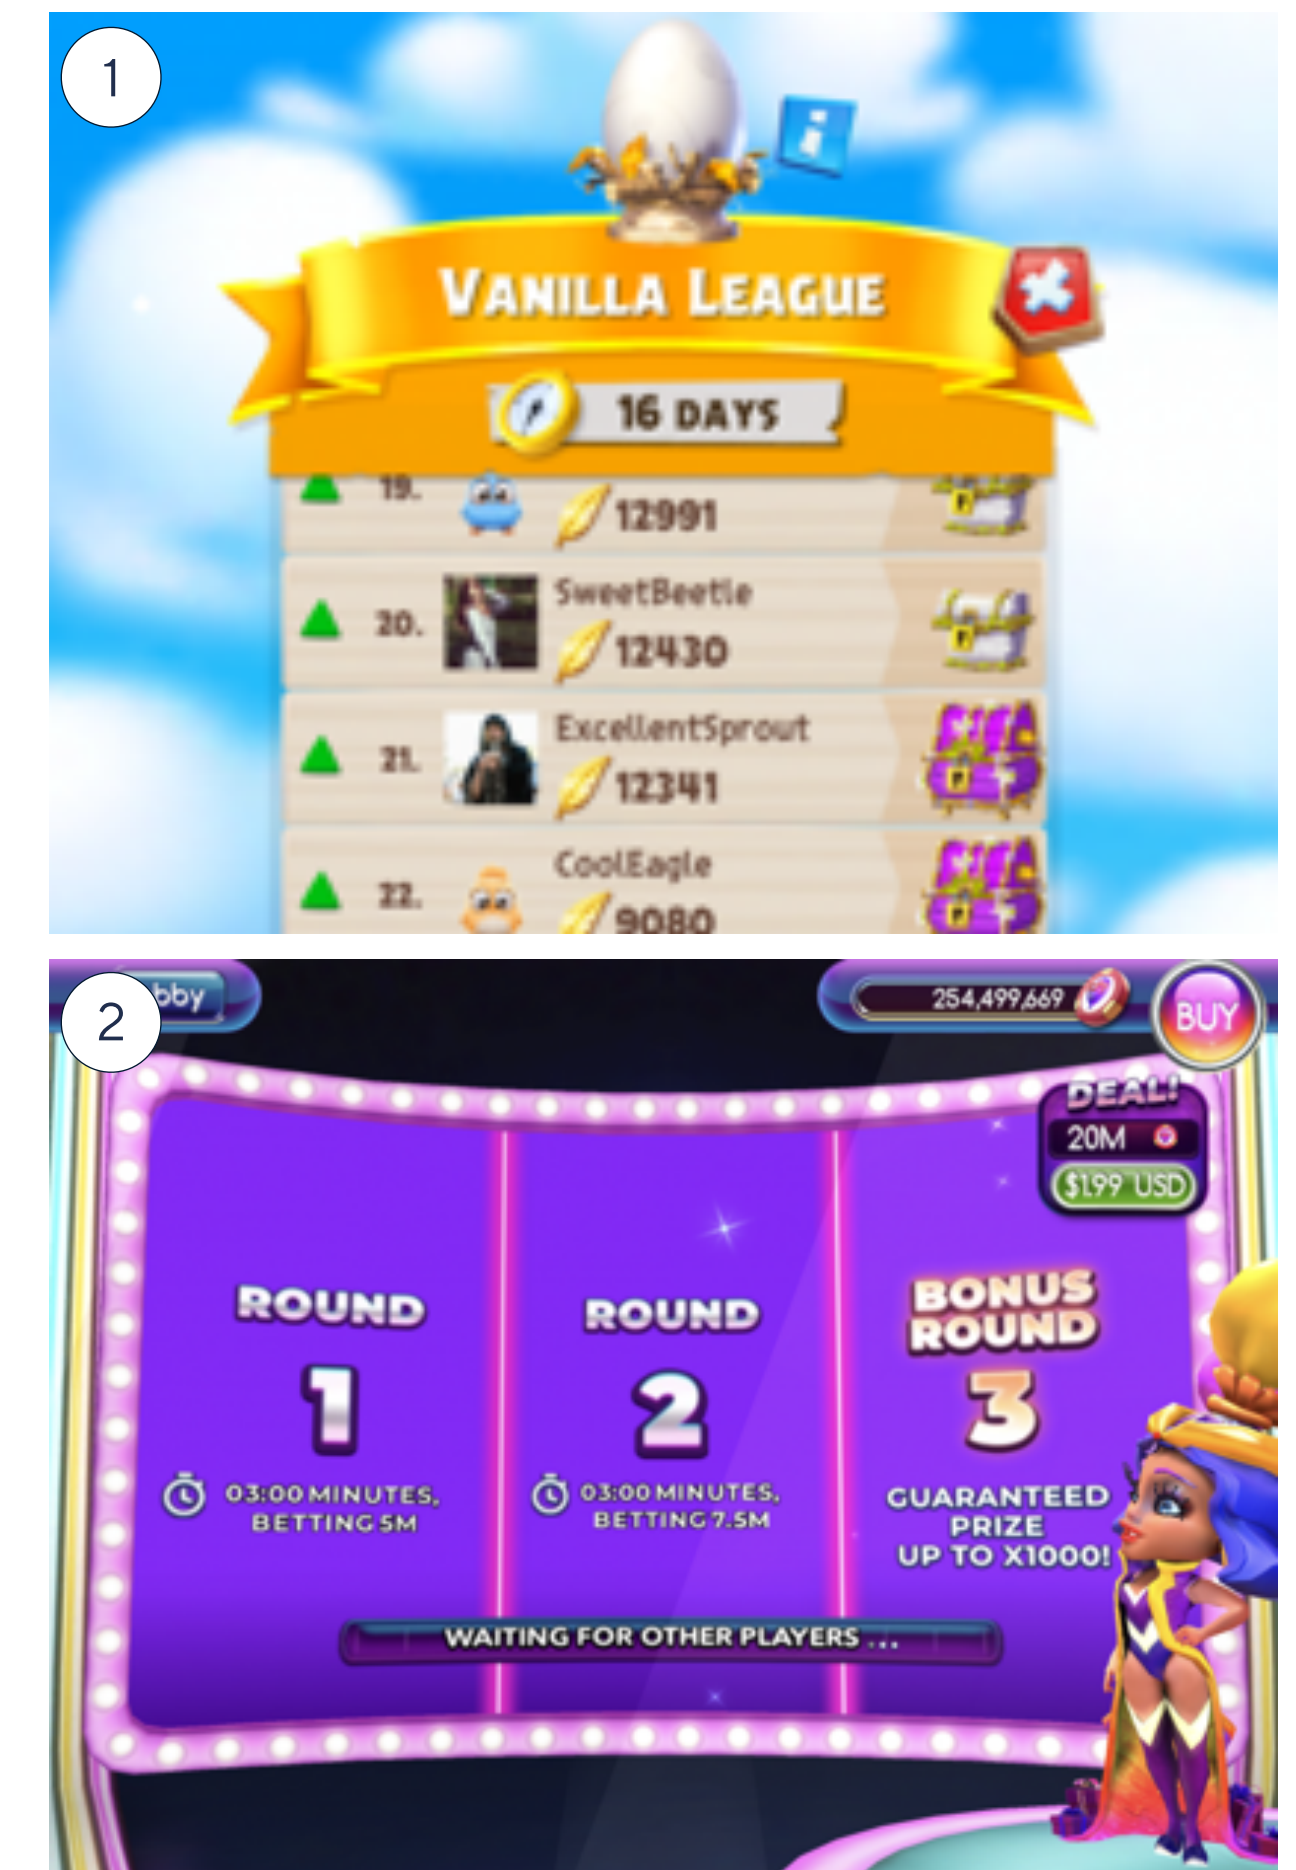 1
VANILLA LEAGUE
16 DAYS
19.
12991
SweetBeetle
20.
12430
ExcellentSprout
21.
12341
CoolEagle
22.
9080
2
bby
254,499,669
BUY
DEAL!
20M
$1.99 USD
ROUND
1
03:00 MINUTES,
BETTING 5M
ROUND
2
03:00 MINUTES,
BETTING 7.5M
BONUS
ROUND
3
GUARANTEED
PRIZE
UP TO X1000!
WAITING FOR OTHER PLAYERS ...